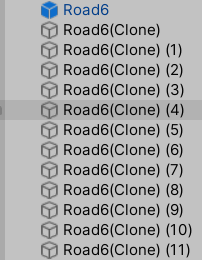 Road6
Road6(Clone)
Road6(Clone) (1)
Road6(Clone) (2)
Road6(Clone) (3)
Road6(Clone) (4)
Road6(Clone) (5)
Road6(Clone) (6)
Road6(Clone) (7)
Road6(Clone) (8)
Road6(Clone) (9)
Road6(Clone) (10)
Road6(Clone) (11)